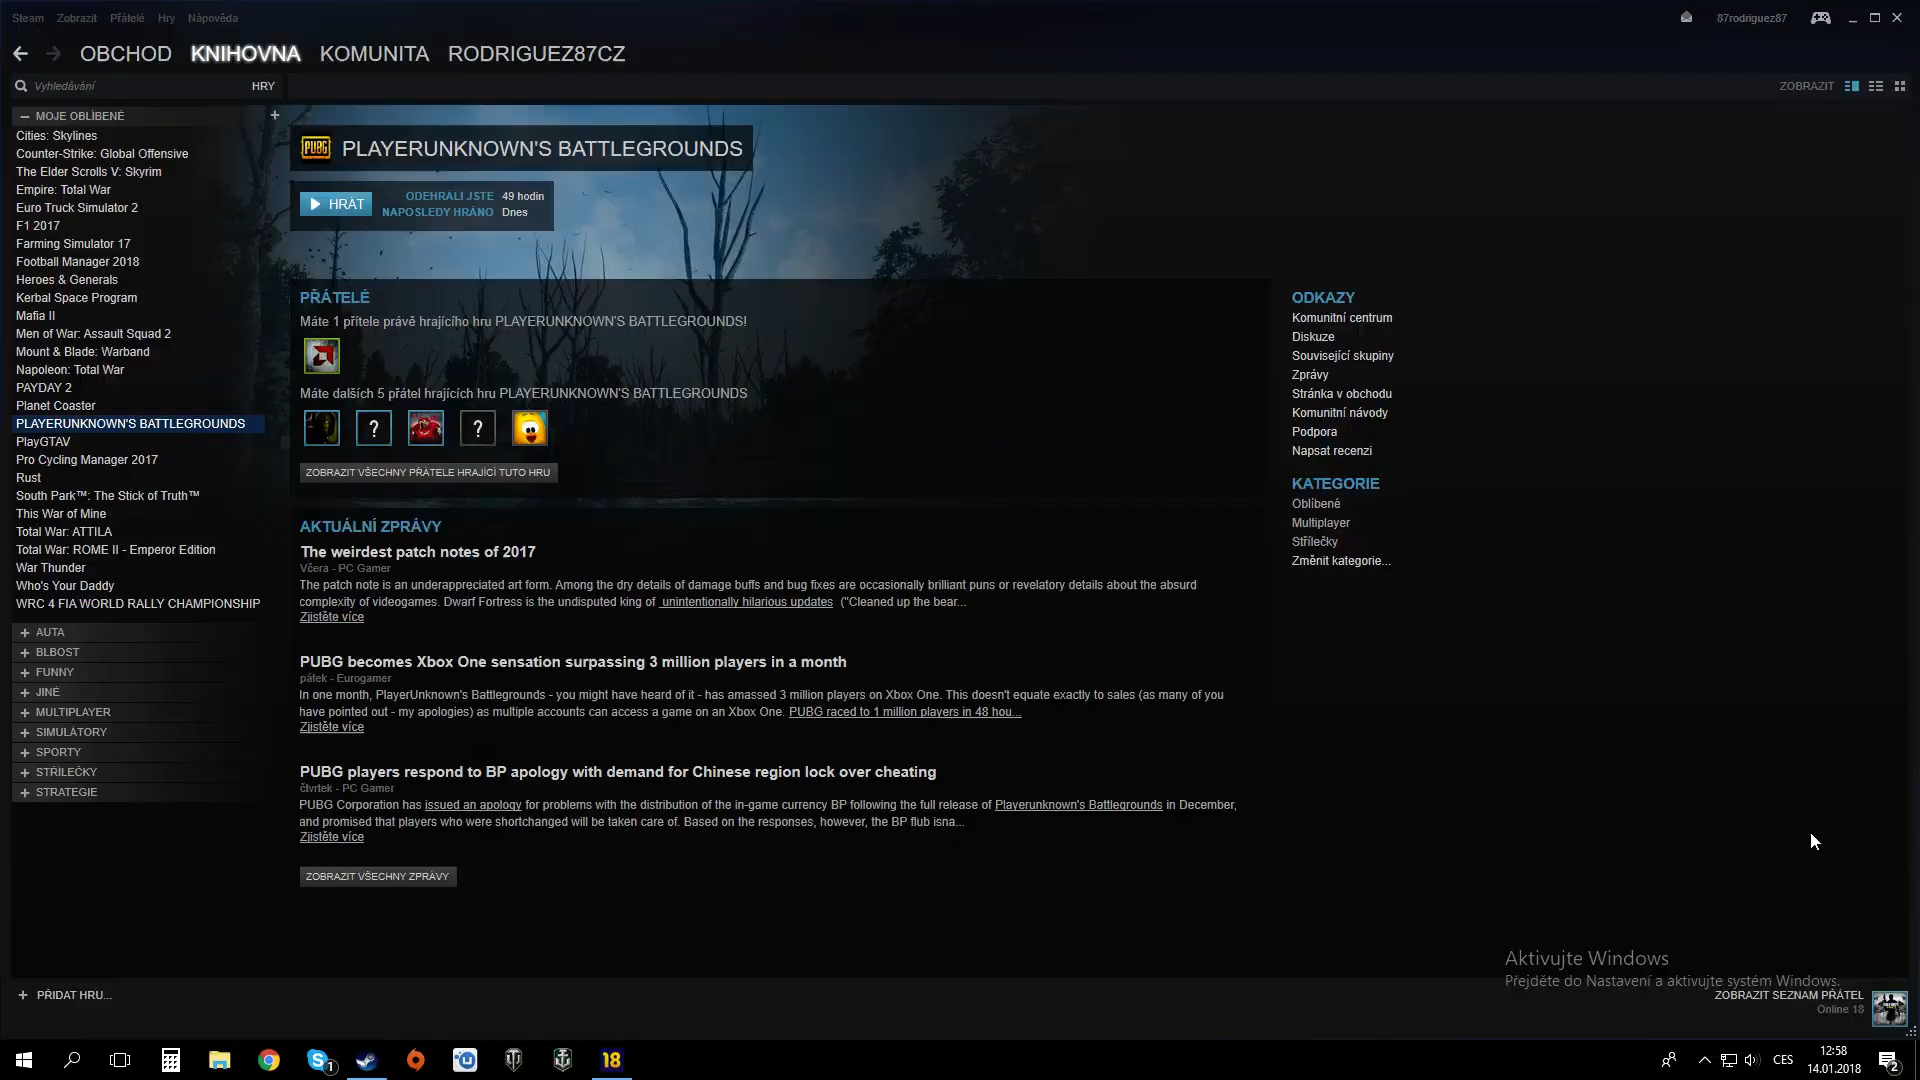 Steam Zobrazit Přátelé Hry Nápověda
87rodriguez87
OBCHOD KNIHOVNA KOMUNITA RODRIGUEZ87CZ
Vyhledávání HRY
ZOBRAZIT
— MOJE OBLÍBENÉ +
Cities: Skylines
Counter-Strike: Global Offensive
The Elder Scrolls V: Skyrim
Empire: Total War
Euro Truck Simulator 2
F1 2017
Farming Simulator 17
Football Manager 2018
Heroes & Generals
Kerbal Space Program
Mafia II
Men of War: Assault Squad 2
Mount & Blade: Warband
Napoleon: Total War
PAYDAY 2
Planet Coaster
PLAYERUNKNOWN'S BATTLEGROUNDS
PlayGTAV
Pro Cycling Manager 2017
Rust
South Park™: The Stick of Truth™
This War of Mine
Total War: ATTILA
Total War: ROME II - Emperor Edition
War Thunder
Who's Your Daddy
WRC 4 FIA WORLD RALLY CHAMPIONSHIP
+ AUTA
+ BLBOST
+ FUNNY
+ JINÉ
+ MULTIPLAYER
+ SIMULÁTORY
+ SPORTY
+ STŘÍLEČKY
+ STRATEGIE
PUBG PLAYERUNKNOWN'S BATTLEGROUNDS
HRÁT
ODEHRÁLI JSTE 49 hodin
NAPOSLEDY HRÁNO Dnes
PŘÁTELÉ
Máte 1 přítele právě hrajícího hru PLAYERUNKNOWN'S BATTLEGROUNDS!
Máte dalších 5 přátel hrajících hru PLAYERUNKNOWN'S BATTLEGROUNDS
? ?
ZOBRAZIT VŠECHNY PŘÁTELE HRAJÍCÍ TUTO HRU
AKTUÁLNÍ ZPRÁVY
The weirdest patch notes of 2017
Včera - PC Gamer
The patch note is an underappreciated art form. Among the dry details of damage buffs and bug fixes are occasionally brilliant puns or revelatory details about the absurd
complexity of videogames. Dwarf Fortress is the undisputed king of unintentionally hilarious updates ("Cleaned up the bear...
Zjistěte více
PUBG becomes Xbox One sensation surpassing 3 million players in a month
pátek - Eurogamer
In one month, PlayerUnknown's Battlegrounds - you might have heard of it - has amassed 3 million players on Xbox One. This doesn't equate exactly to sales (as many of you
have pointed out - my apologies) as multiple accounts can access a game on an Xbox One. PUBG raced to 1 million players in 48 hou...
Zjistěte více
PUBG players respond to BP apology with demand for Chinese region lock over cheating
čtvrtek - PC Gamer
PUBG Corporation has issued an apology for problems with the distribution of the in-game currency BP following the full release of Playerunknown's Battlegrounds in December,
and promised that players who were shortchanged will be taken care of. Based on the responses, however, the BP flub isna...
Zjistěte více
ZOBRAZIT VŠECHNY ZPRÁVY
ODKAZY
Komunitní centrum
Diskuze
Související skupiny
Zprávy
Stránka v obchodu
Komunitní návody
Podpora
Napsat recenzi
KATEGORIE
Oblíbené
Multiplayer
Střílečky
Změnit kategorie...
Aktivujte Windows
Přejděte do Nastavení a aktivujte systém Windows.
+ PŘIDAT HRU...
ZOBRAZIT SEZNAM PŘÁTEL
Online 18
1
18
CES
12:58
14.01.2018
2